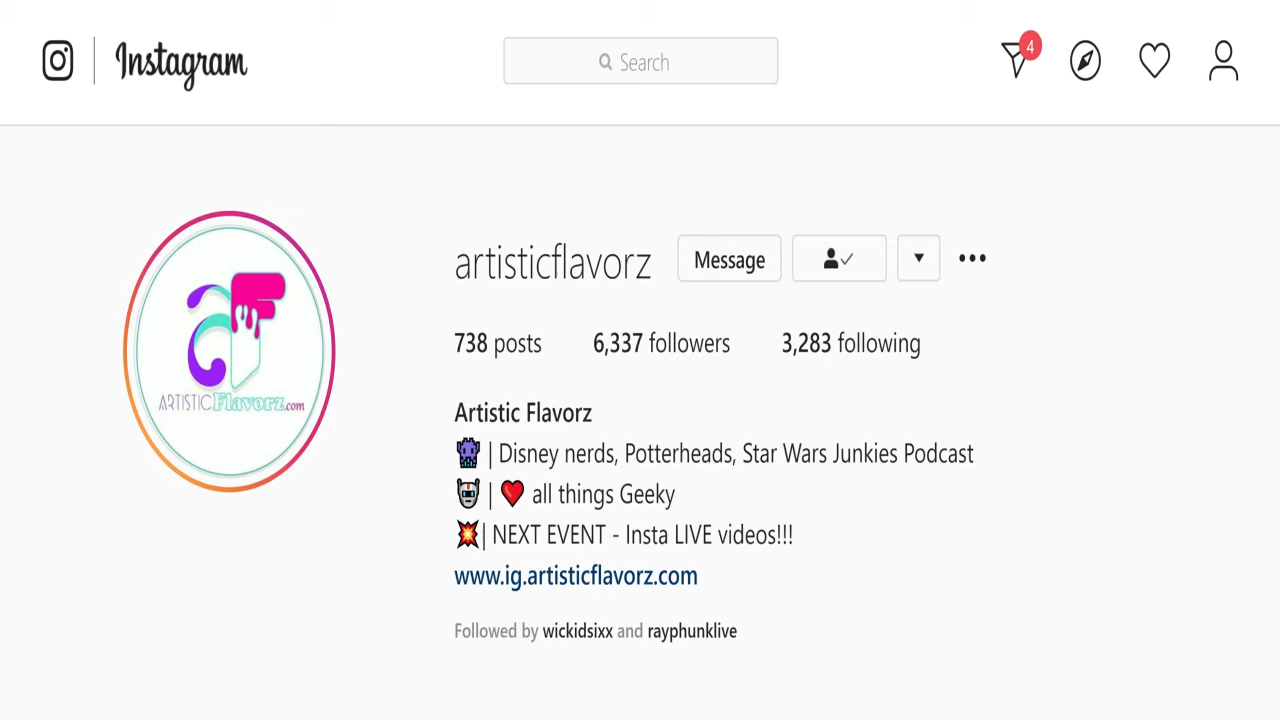 Instagram
Search
4
artisticflavorz
Message
738 posts 6,337 followers 3,283 following
aF
ARTISTICFlavorz.com
Artistic Flavorz
👾 | Disney nerds, Potterheads, Star Wars Junkies Podcast
🤖 | ❤️ all things Geeky
💥| NEXT EVENT - Insta LIVE videos!!!
www.ig.artisticflavorz.com
Followed by wickidsixx and rayphunklive